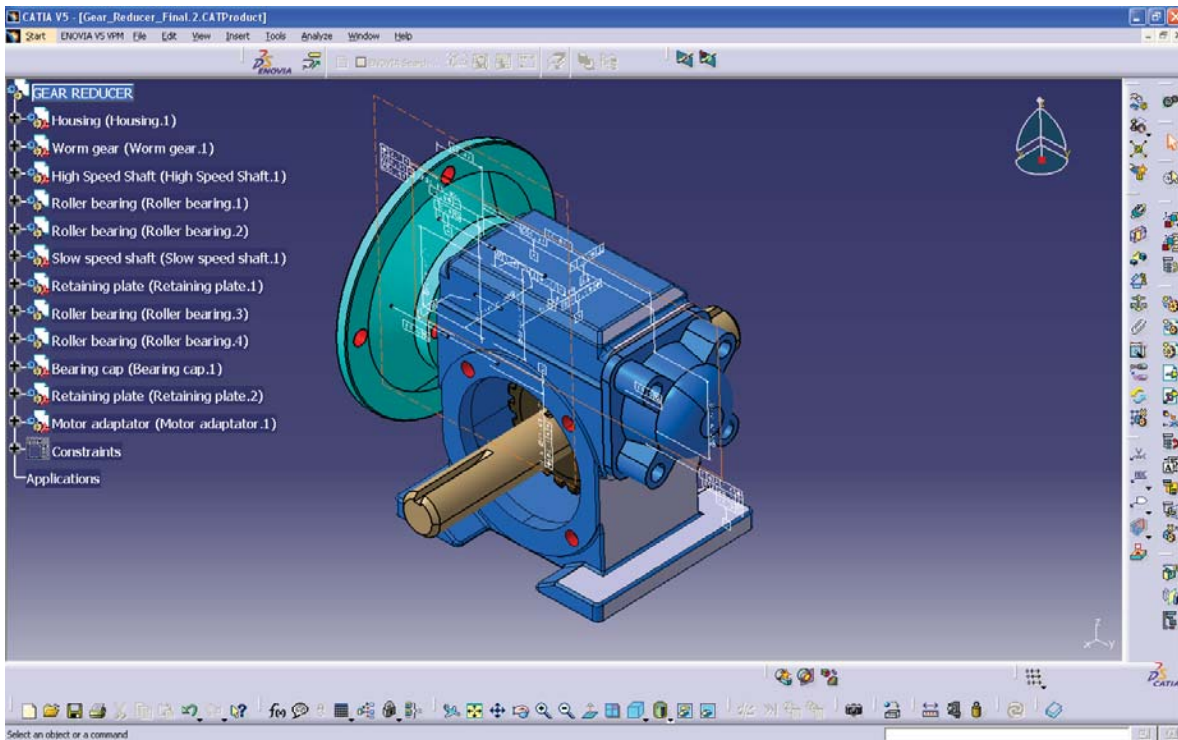 CATIA V5 - [Gear_Reducer_Final.2.CATProduct]
Start ENOVIA V5 VPM File Edit View Insert Tools Analyze Window Help
ENOVIA
GEAR REDUCER
Housing (Housing.1)
Worm gear (Worm gear.1)
High Speed Shaft (High Speed Shaft.1)
Roller bearing (Roller bearing.1)
Roller bearing (Roller bearing.2)
Slow speed shaft (Slow speed shaft.1)
Retaining plate (Retaining plate.1)
Roller bearing (Roller bearing.3)
Roller bearing (Roller bearing.4)
Bearing cap (Bearing cap.1)
Retaining plate (Retaining plate.2)
Motor adaptator (Motor adaptator.1)
Constraints
Applications
z
x y
CATIA
f(x)
Select an object or a command